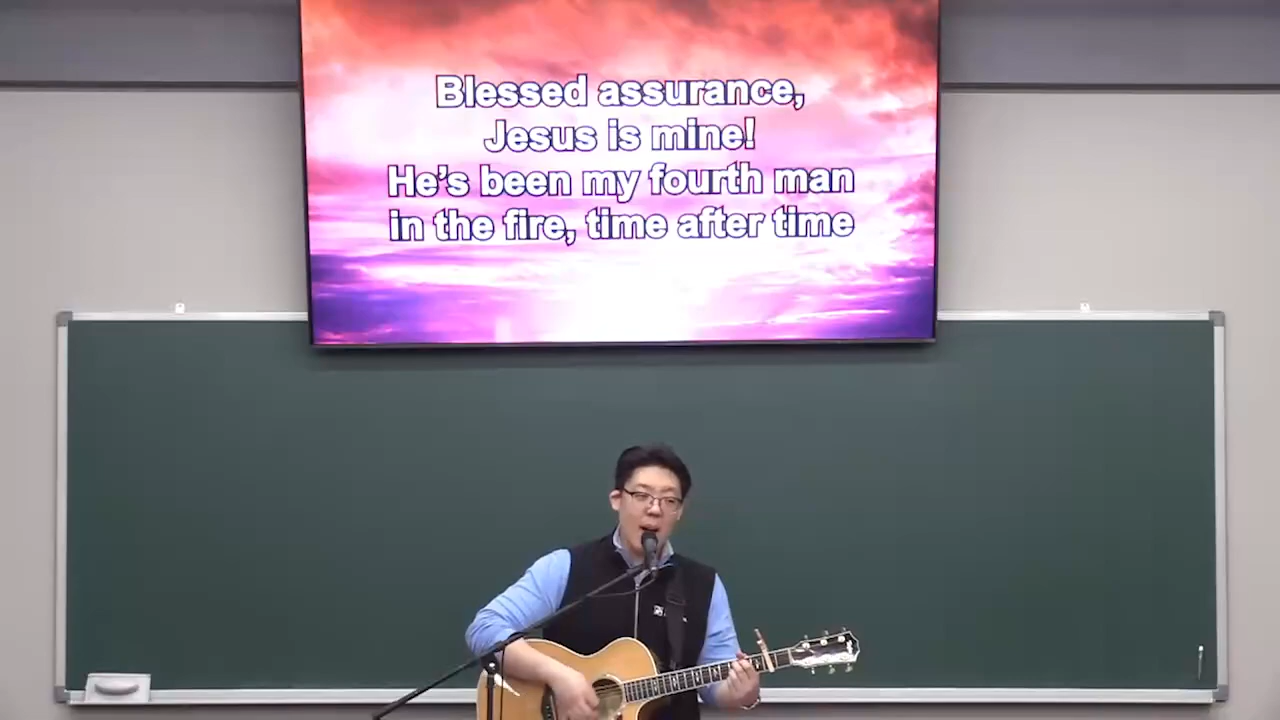 Blessed assurance,
Jesus is mine!
He's been my fourth man
in the fire, time after time